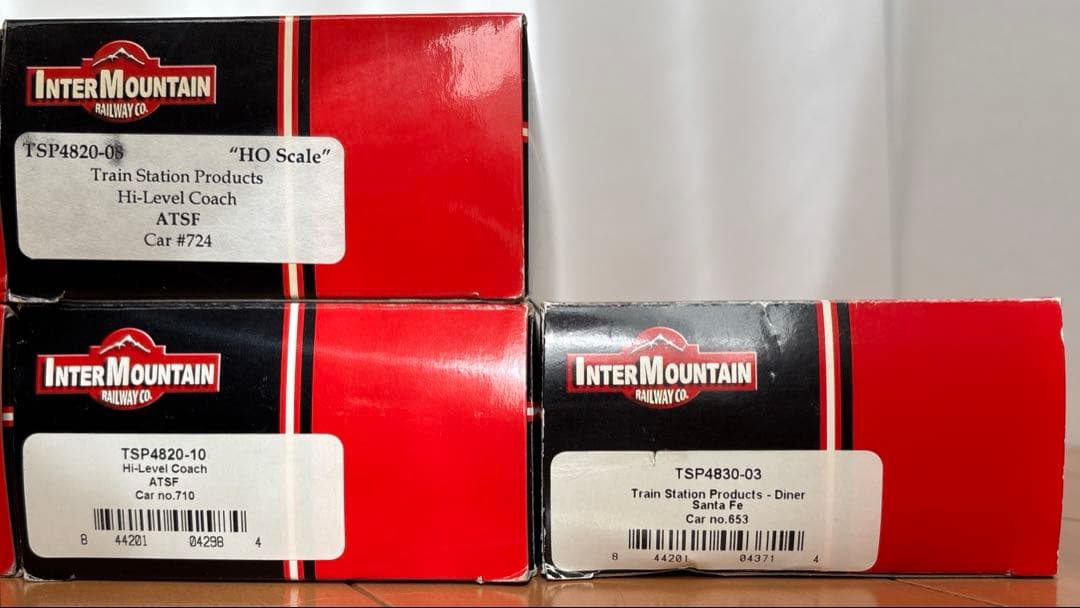 INTERMOUNTAIN
RAILWAY CO.
TSP4820-08 "HO Scale"
Train Station Products
Hi-Level Coach
ATSF
Car #724
INTERMOUNTAIN
RAILWAY CO.
TSP4820-10
Hi-Level Coach
ATSF
Car no.710
8 44201 04298 4
INTERMOUNTAIN
RAILWAY CO.
TSP4830-03
Train Station Products - Diner
Santa Fe
Car no.653
8 44201 04371 4